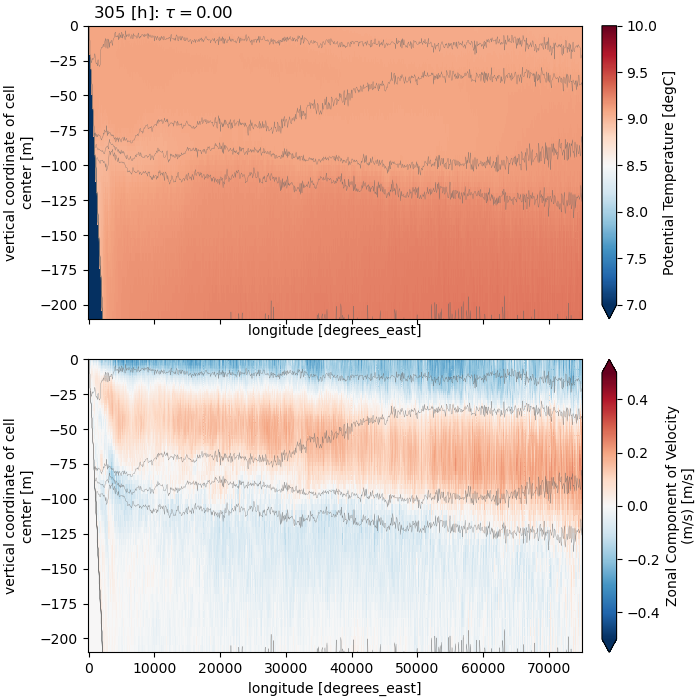 305 [h]: τ = 0.00
0
−25
−50
−75
−100
−125
−150
−175
−200
vertical coordinate of cell
center [m]
longitude [degrees_east]
10.0
9.5
9.0
8.5
8.0
7.5
7.0
Potential Temperature [degC]
0
−25
−50
−75
−100
−125
−150
−175
−200
vertical coordinate of cell
center [m]
0 10000 20000 30000 40000 50000 60000 70000
longitude [degrees_east]
0.4
0.2
0.0
−0.2
−0.4
Zonal Component of Velocity
(m/s) [m/s]